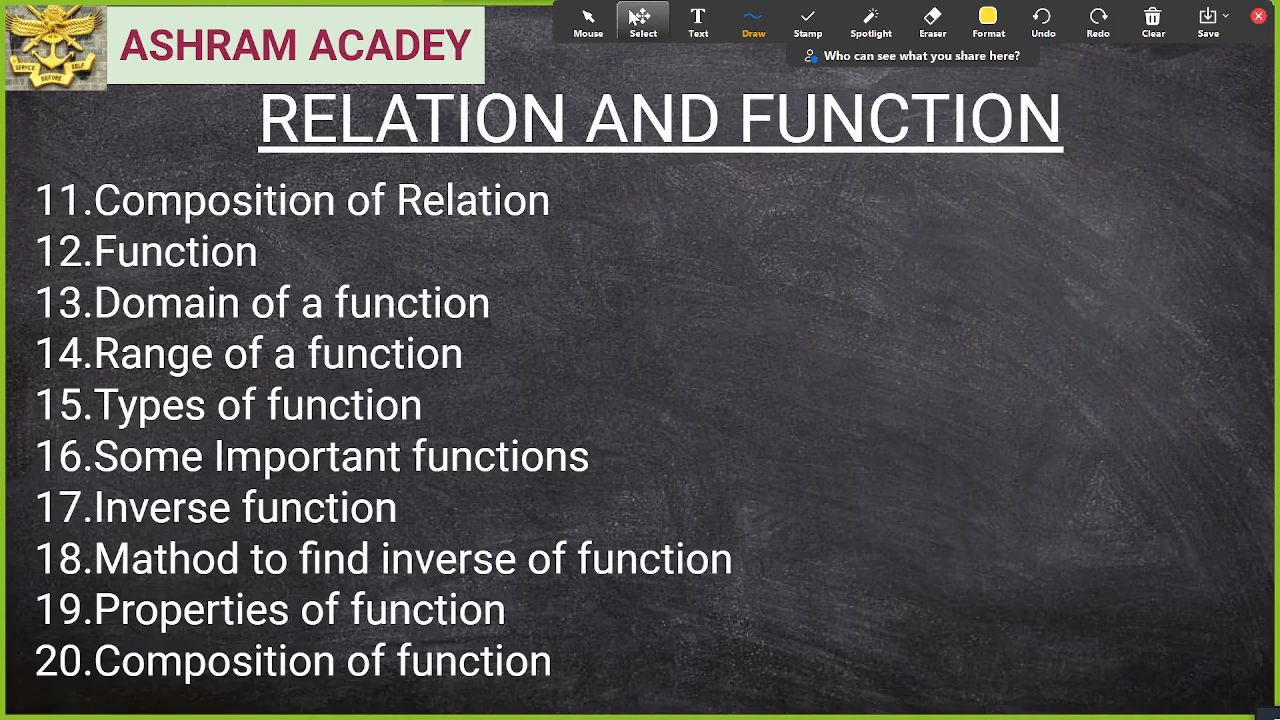 SERVICE BEFORE SELF
ASHRAM ACADEY
Mouse Select Text Draw Stamp Spotlight Eraser Format Undo Redo Clear Save
Who can see what you share here?
RELATION AND FUNCTION
11.Composition of Relation
12.Function
13.Domain of a function
14.Range of a function
15.Types of function
16.Some Important functions
17.Inverse function
18.Mathod to find inverse of function
19.Properties of function
20.Composition of function